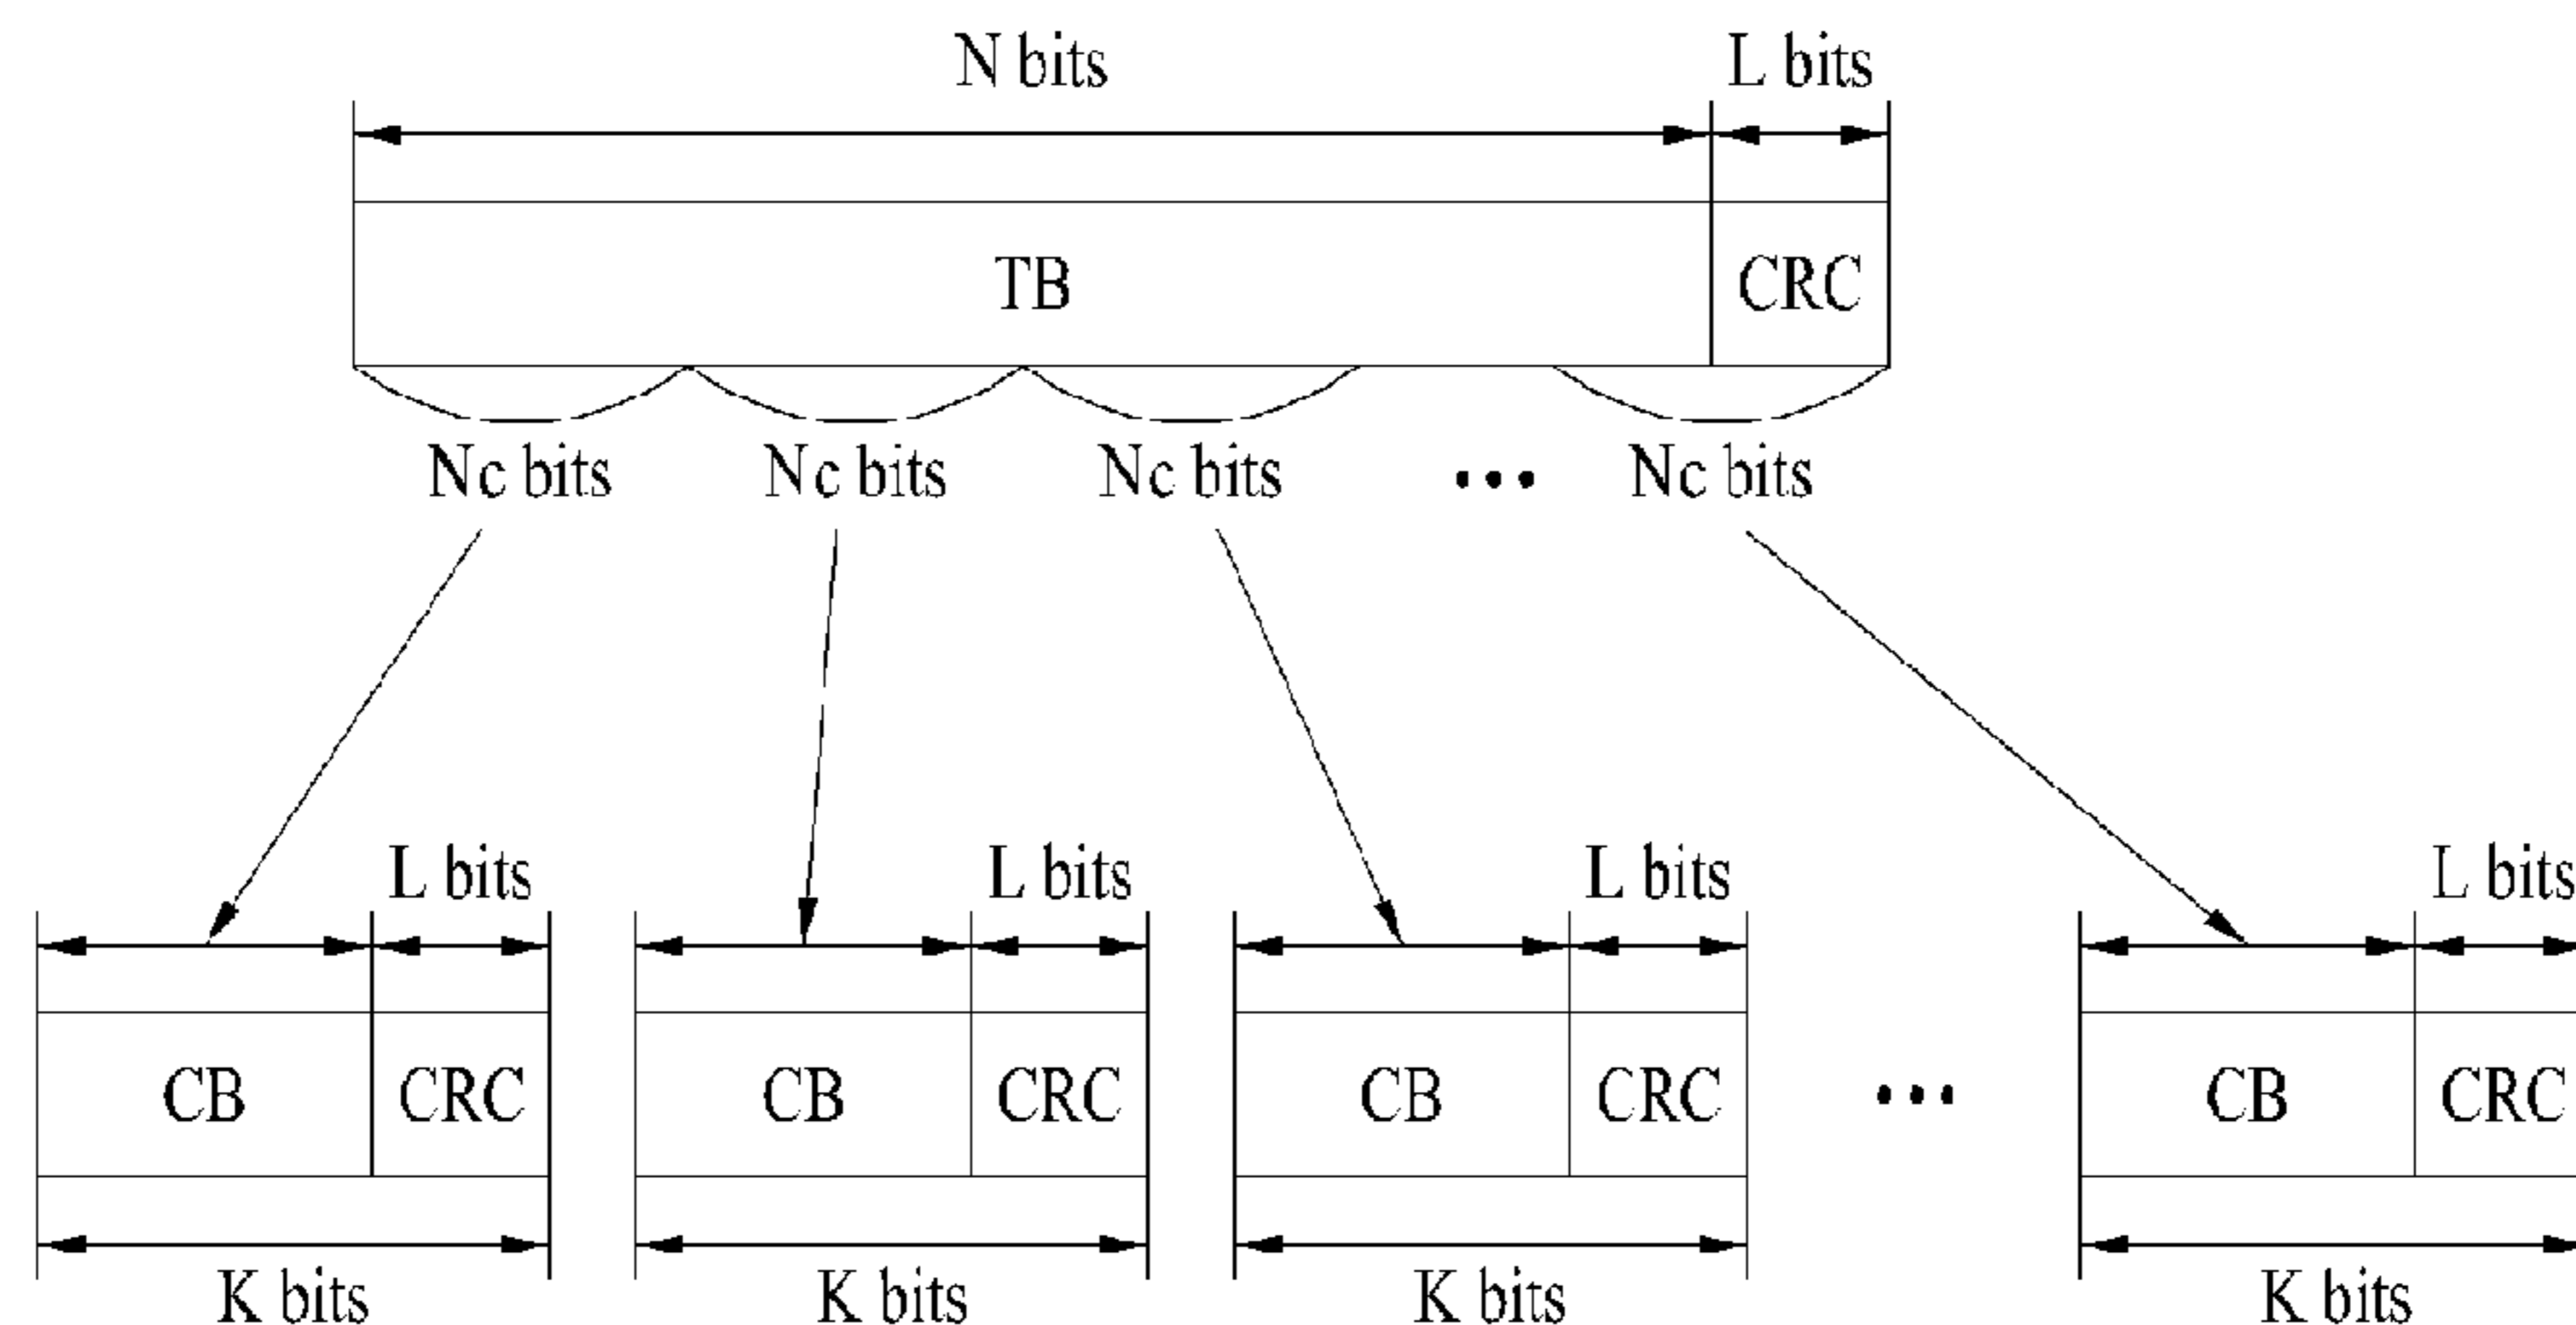 N bits L bits
TB CRC
Nc bits Nc bits Nc bits ••• Nc bits
L bits L bits L bits L bits
CB CRC CB CRC CB CRC ••• CB CRC
K bits K bits K bits K bits